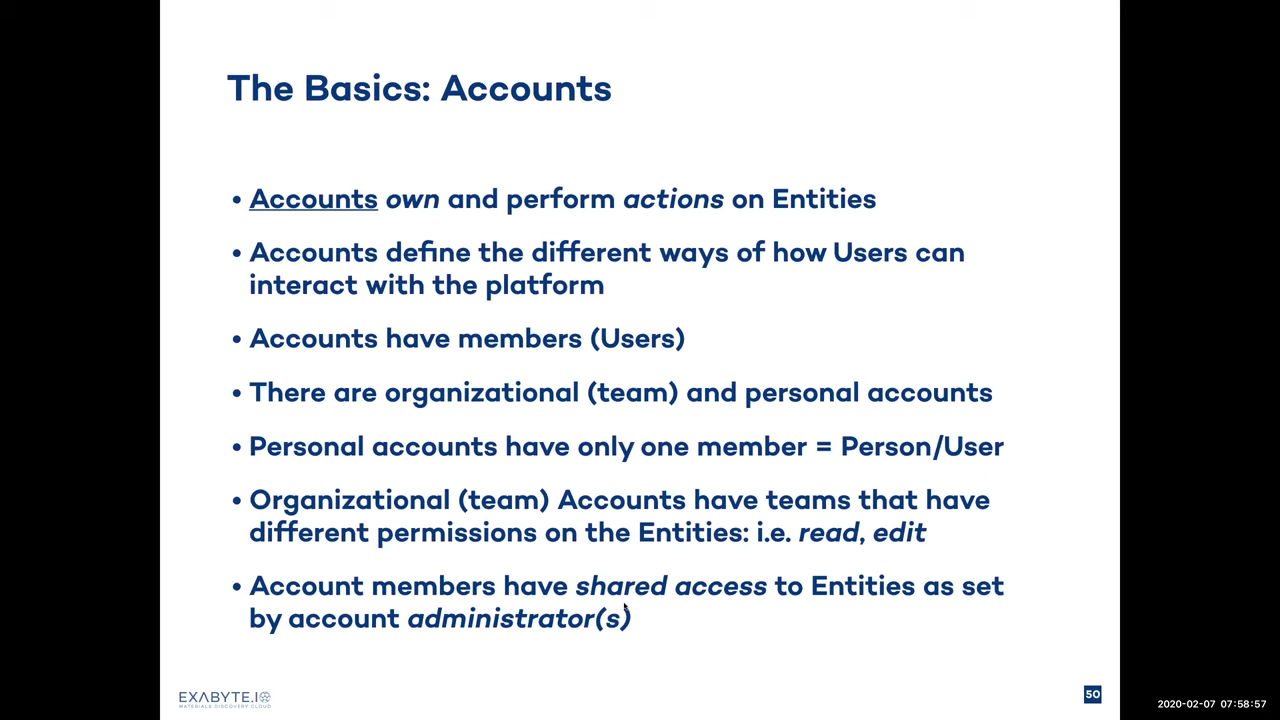 The Basics: Accounts
• Accounts own and perform actions on Entities
• Accounts define the different ways of how Users can
interact with the platform
• Accounts have members (Users)
• There are organizational (team) and personal accounts
• Personal accounts have only one member = Person/User
• Organizational (team) Accounts have teams that have
different permissions on the Entities: i.e. read, edit
• Account members have shared access to Entities as set
by account administrator(s)
EXABYTE.IO
MATERIALS DISCOVERY CLOUD
50
2020-02-07 07:58:57